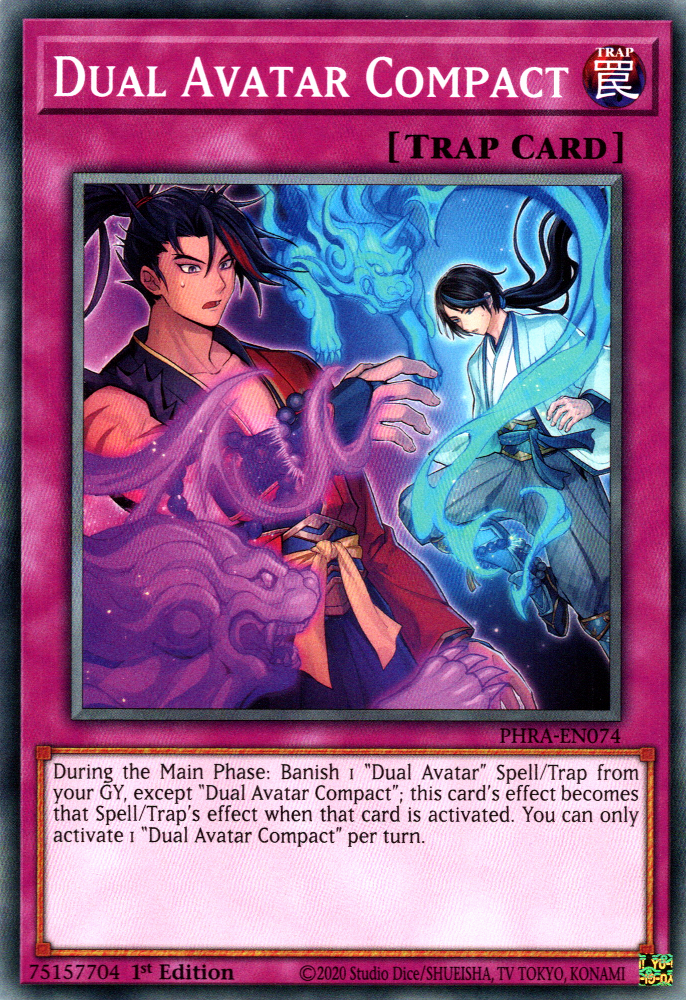 DUAL AVATAR COMPACT
TRAP
罠
[TRAP CARD]
PHRA-EN074
During the Main Phase: Banish 1 "Dual Avatar" Spell/Trap from
your GY, except "Dual Avatar Compact"; this card's effect becomes
that Spell/Trap's effect when that card is activated. You can only
activate 1 "Dual Avatar Compact" per turn.
75157704 1st Edition ©2020 Studio Dice/SHUEISHA, TV TOKYO, KONAMI